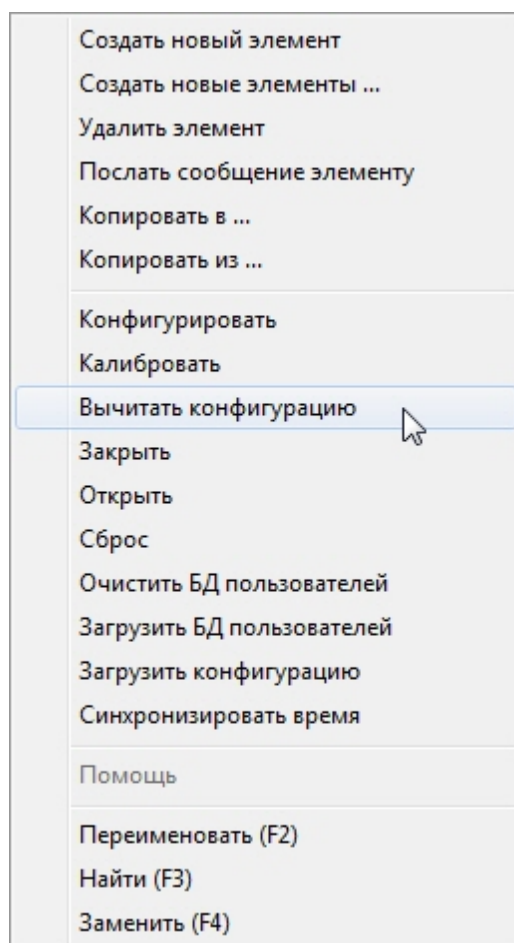 Создать новый элемент
Создать новые элементы ...
Удалить элемент
Послать сообщение элементу
Копировать в ...
Копировать из ...
Конфигурировать
Калибровать
Вычитать конфигурацию
Закрыть
Открыть
Сброс
Очистить БД пользователей
Загрузить БД пользователей
Загрузить конфигурацию
Синхронизировать время
Помощь
Переименовать (F2)
Найти (F3)
Заменить (F4)